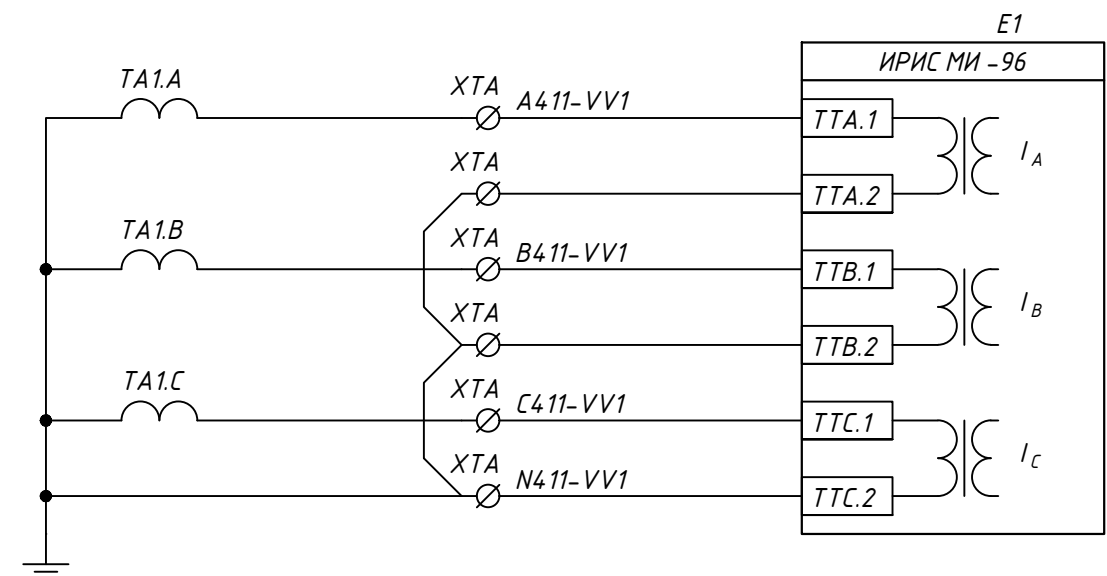 E1
ИРИС МИ -96
TA1.A
XTA
A411-VV1
TTA.1
I A
XTA
TTA.2
TA1.B
XTA
B411-VV1
TTB.1
I B
XTA
TTB.2
TA1.C
XTA
C411-VV1
TTC.1
I C
XTA
N411-VV1
TTC.2